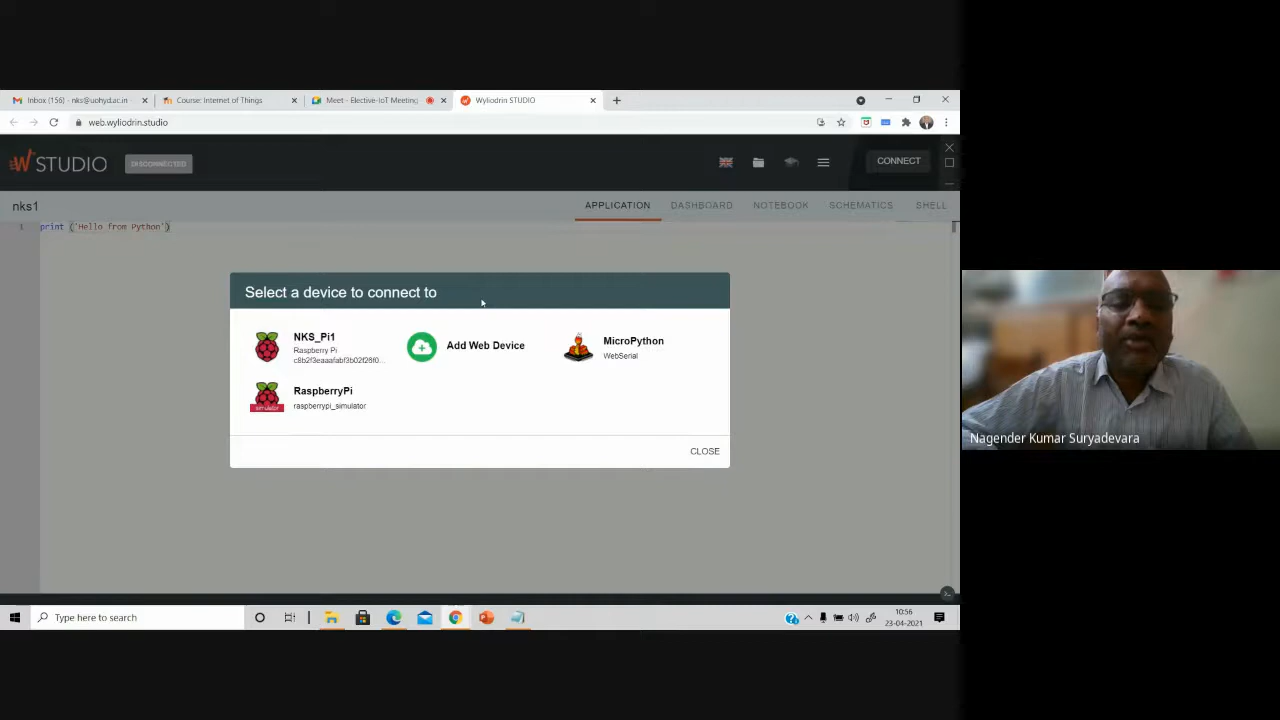 Inbox (156) - nks@uohyd.ac.in -
Course: Internet of Things
Meet – Elective-IoT Meeting
Wyliodrin STUDIO
web.wyliodrin.studio
STUDIO
DISCONNECTED
CONNECT
nks1
APPLICATION
DASHBOARD
NOTEBOOK
SCHEMATICS
SHELL
1 print ('Hello from Python')
Select a device to connect to
NKS_Pi1
Raspberry Pi
Add Web Device
MicroPython
WebSerial
RaspberryPi
simulator
raspberrypi_simulator
CLOSE
Nagender Kumar Suryadevara
Type here to search
10:56
23-04-2021